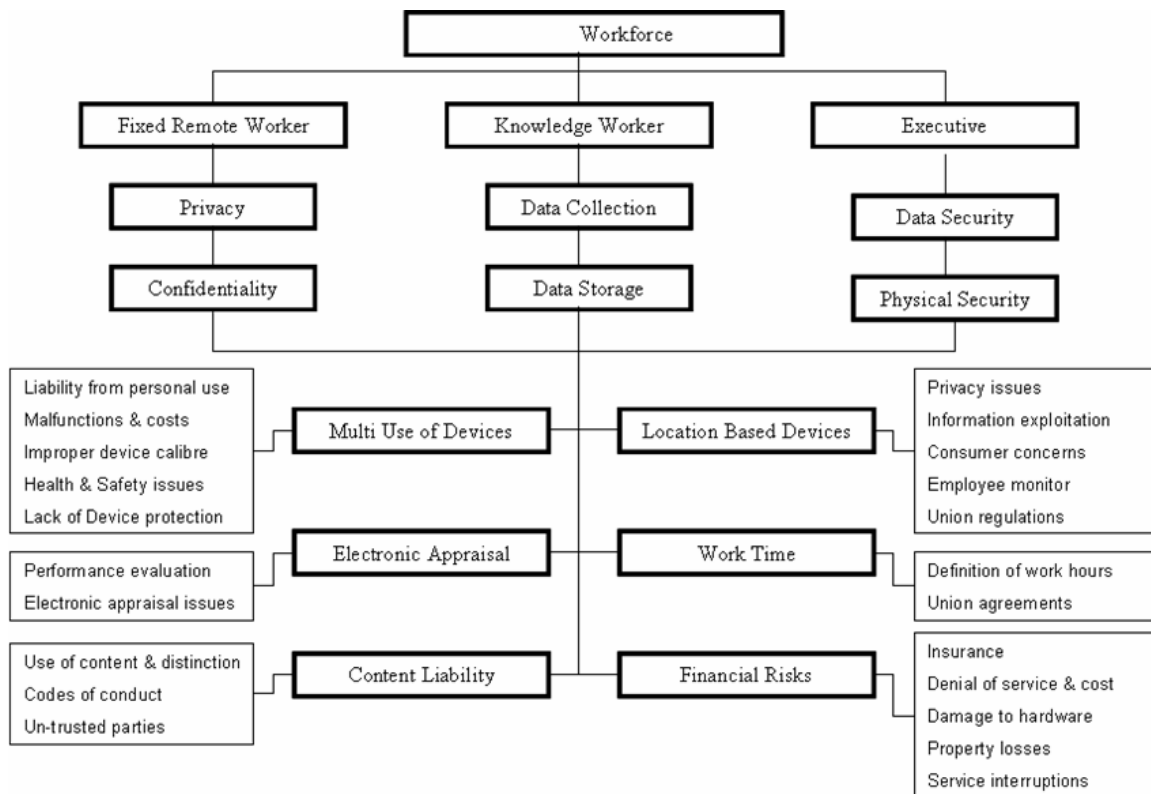 Workforce
Fixed Remote Worker
Knowledge Worker
Executive
Privacy
Data Collection
Data Security
Confidentiality
Data Storage
Physical Security
Liability from personal use
Malfunctions & costs
Improper device calibre
Health & Safety issues
Lack of Device protection
Multi Use of Devices
Location Based Devices
Privacy issues
Information exploitation
Consumer concerns
Employee monitor
Union regulations
Performance evaluation
Electronic appraisal issues
Electronic Appraisal
Work Time
Definition of work hours
Union agreements
Use of content & distinction
Codes of conduct
Un-trusted parties
Content Liability
Financial Risks
Insurance
Denial of service & cost
Damage to hardware
Property losses
Service interruptions